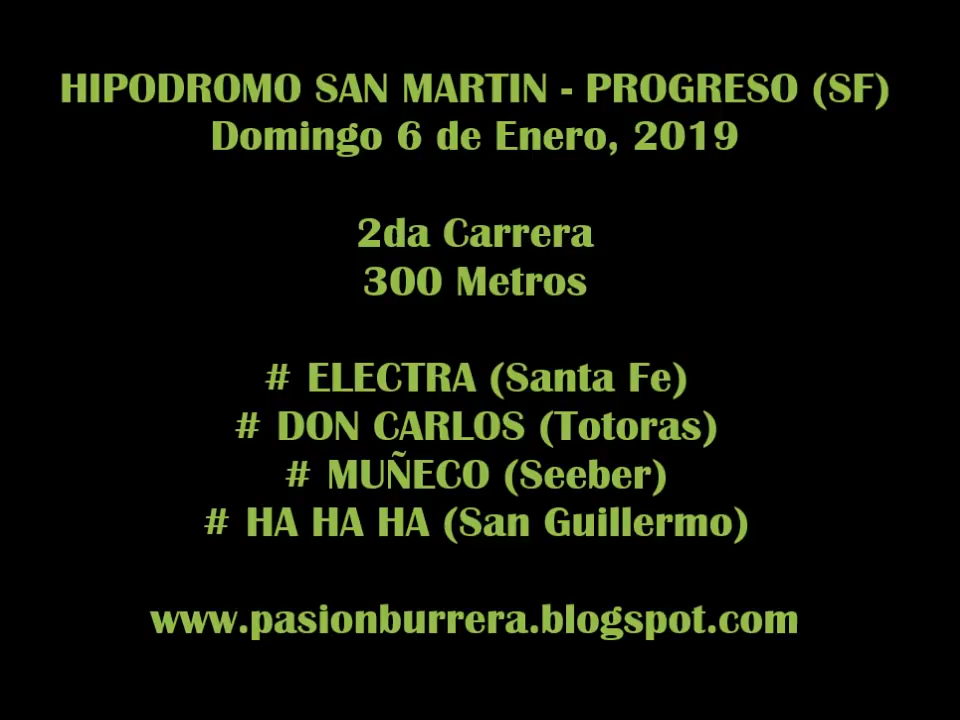 HIPODROMO SAN MARTIN - PROGRESO (SF)
Domingo 6 de Enero, 2019
2da Carrera
300 Metros
# ELECTRA (Santa Fe)
# DON CARLOS (Totoras)
# MUÑECO (Seeber)
# HA HA HA (San Guillermo)
www.pasionburrera.blogspot.com